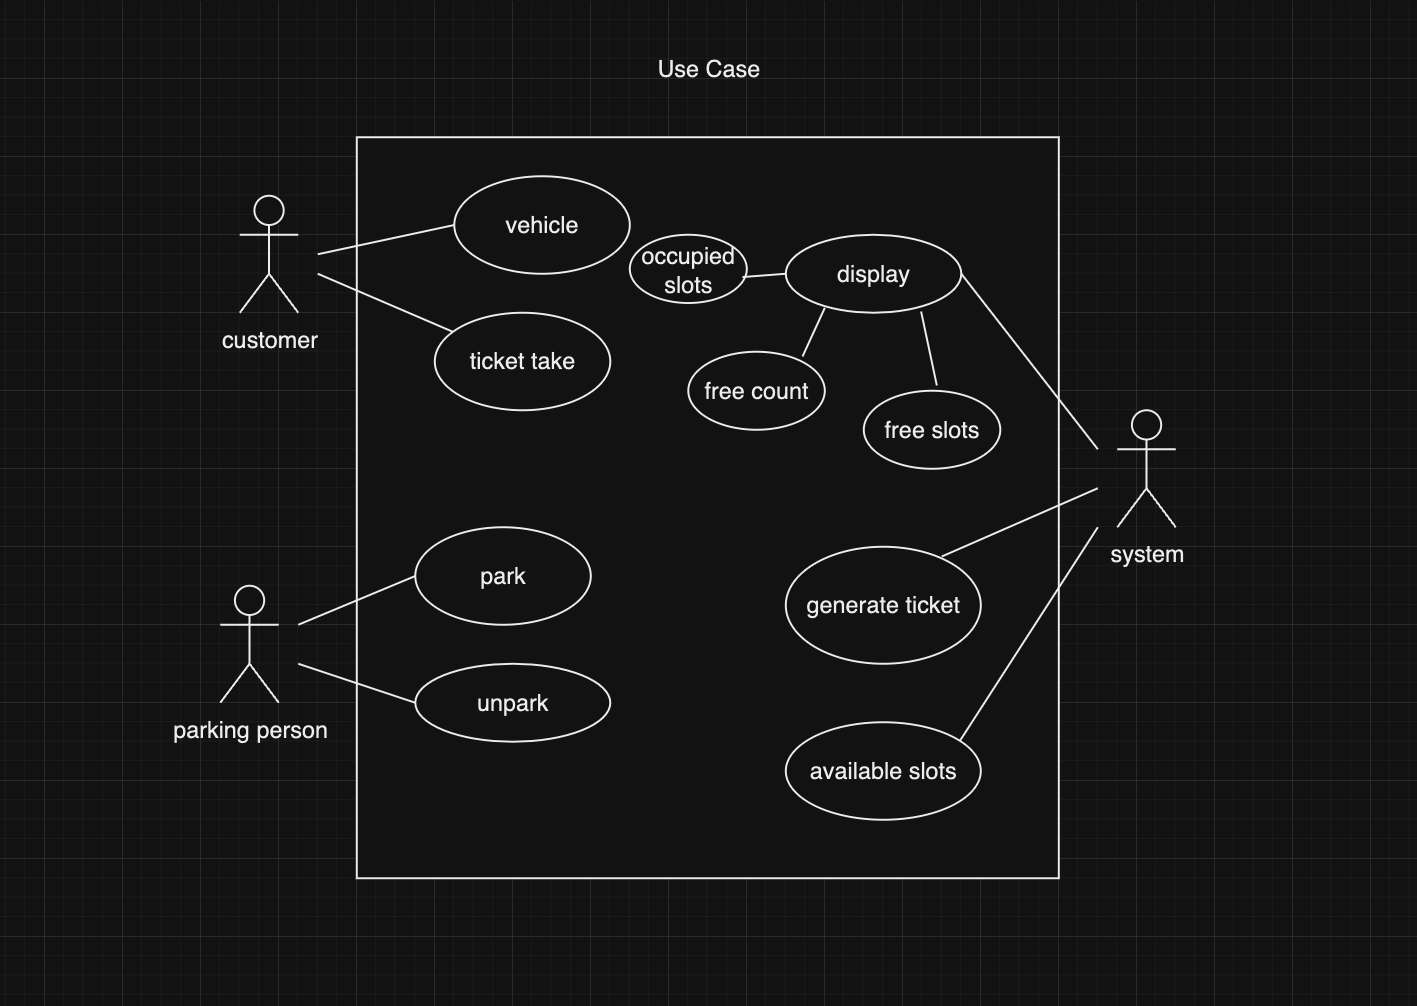 Use Case
vehicle
occupied
slots
display
customer
ticket take
free count
free slots
system
park
generate ticket
parking person
unpark
available slots